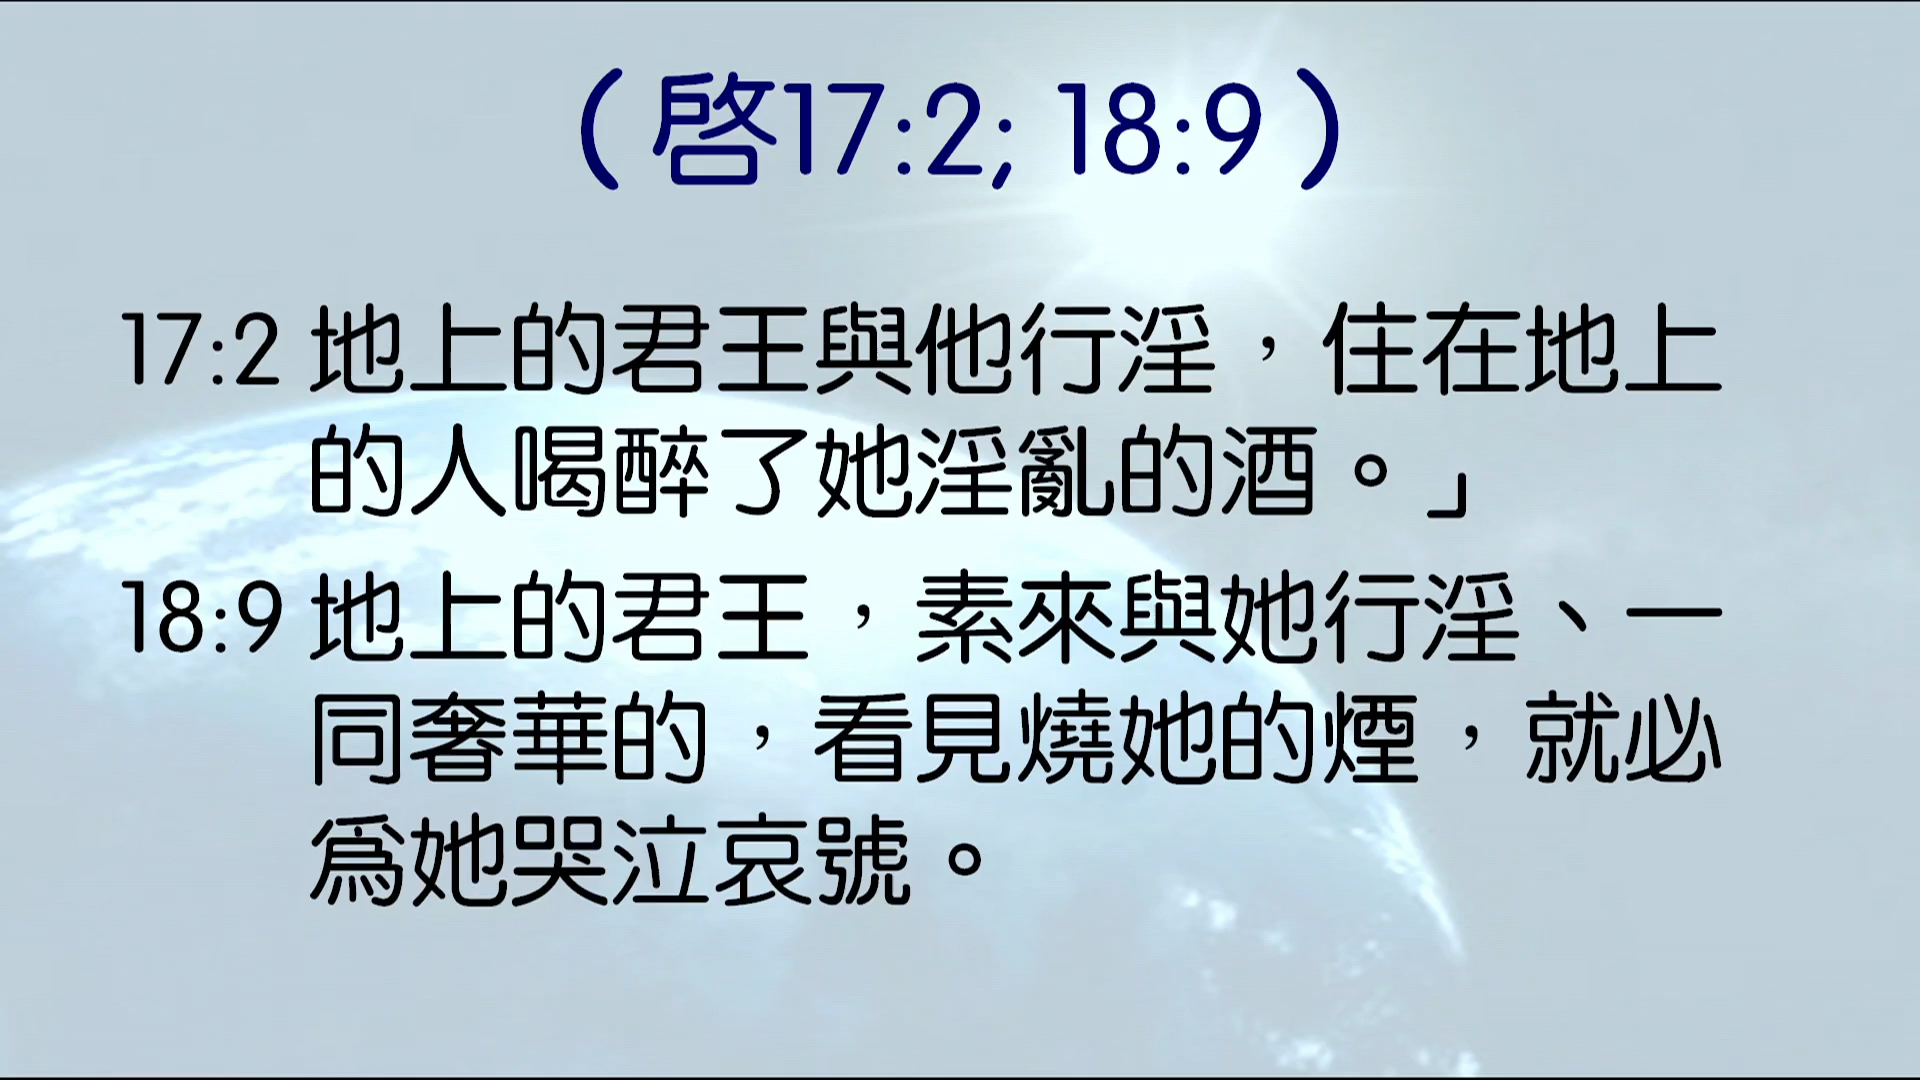 （啓17:2; 18:9）
17:2 地上的君王與他行淫，住在地上
的人喝醉了她淫亂的酒。」
18:9 地上的君王，素來與她行淫、一
同奢華的，看見燒她的煙，就必
為她哭泣哀號。